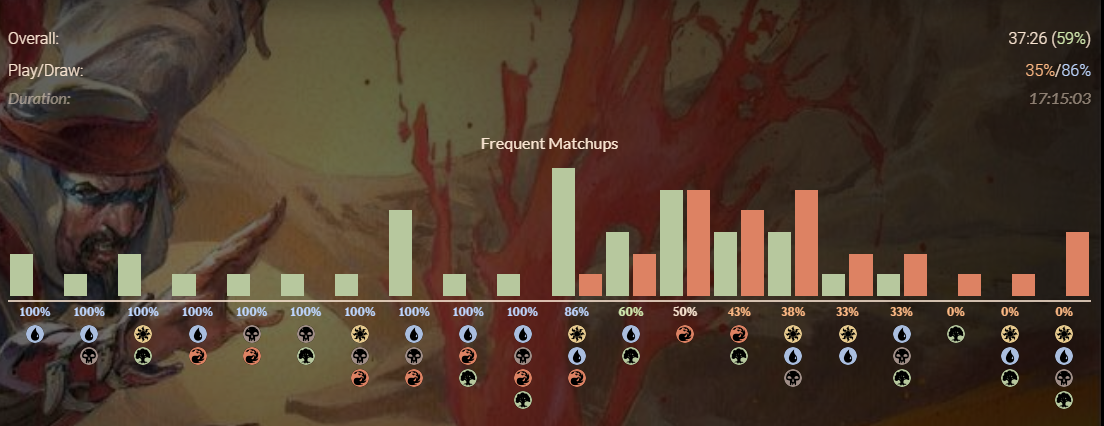 Overall: 37:26 (59%)
Play/Draw: 35%/86%
Duration: 17:15:03
Frequent Matchups
100% 100% 100% 100% 100% 100% 100% 100% 100% 100% 86% 60% 50% 43% 38% 33% 33% 0% 0% 0%